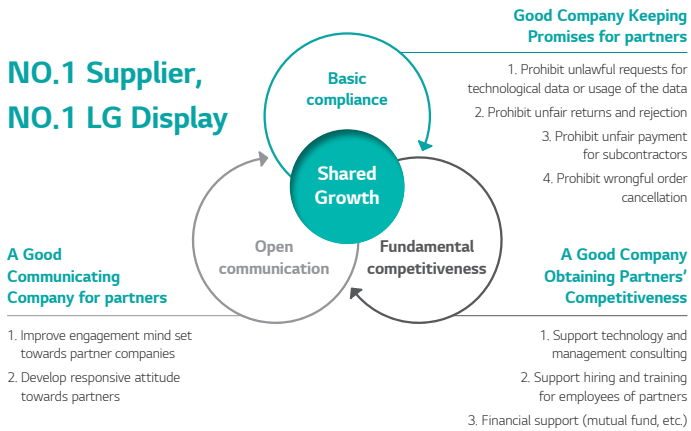 NO.1 Supplier,
NO.1 LG Display
Good Company Keeping
Promises for partners
1. Prohibit unlawful requests for
technological data or usage of the data
2. Prohibit unfair returns and rejection
3. Prohibit unfair payment
for subcontractors
4. Prohibit wrongful order
cancellation
Basic
compliance
Shared
Growth
Open
communication
Fundamental
competitiveness
A Good
Communicating
Company for partners
1. Improve engagement mind set
towards partner companies
2. Develop responsive attitude
towards partners
A Good Company
Obtaining Partners'
Competitiveness
1. Support technology and
management consulting
2. Support hiring and training
for employees of partners
3. Financial support (mutual fund, etc.)